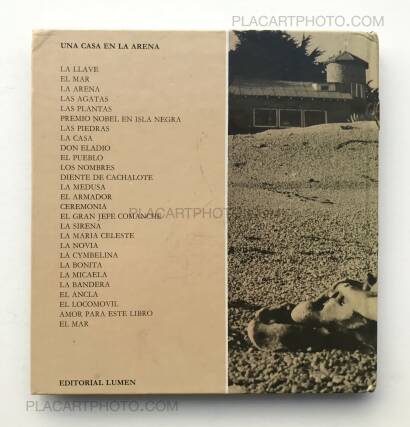 PLACARTPHOTO.COM
UNA CASA EN LA ARENA
LA LLAVE
EL MAR
LA ARENA
LAS AGATAS
LAS PLANTAS
PREMIO NOBEL EN ISLA NEGRA
LAS PIEDRAS
LA CASA
DON ELADIO
EL PUEBLO
LOS NOMBRES
DIENTE DE CACHALOTE
LA MEDUSA
EL ARMADOR
CEREMONIA
EL GRAN JEFE COMANCHE
PLACARTPHOTO.COM
LA SIRENA
LA MARIA CELESTE
LA NOVIA
LA CYMBELINA
LA BONITA
LA MICAELA
LA BANDERA
EL ANCLA
EL LOCOMOVIL
AMOR PARA ESTE LIBRO
EL MAR
EDITORIAL LUMEN
PLACARTPHOTO.COM